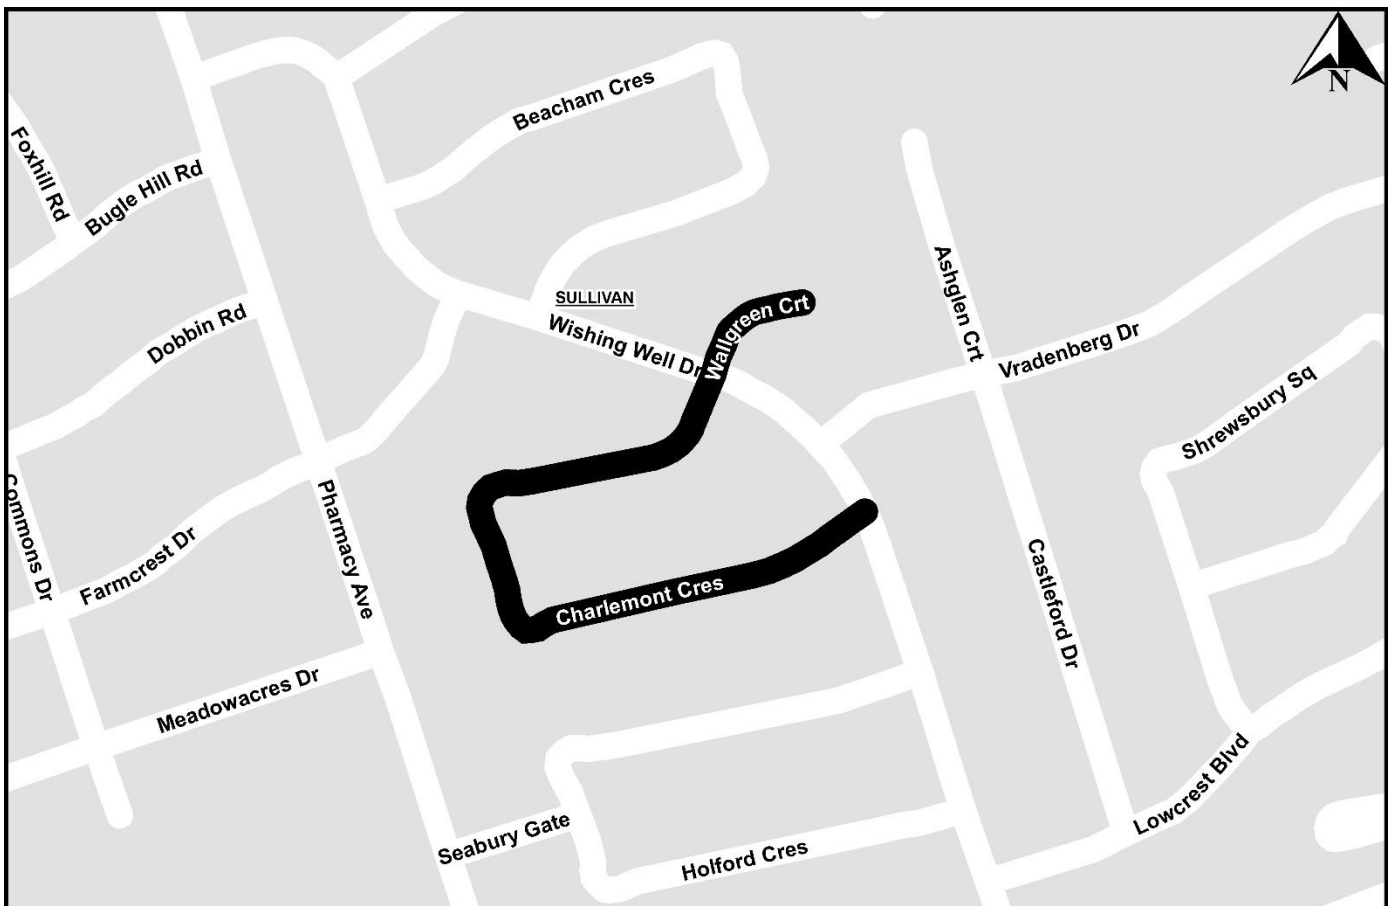 N
Beacham Cres
Foxhill Rd
Bugle Hill Rd
Ashglen Crt
SULLIVAN
Wallgreen Crt
Dobbin Rd
Wishing Well Dr
Vradenberg Dr
Shrewsbury Sq
Commons Dr
Pharmacy Ave
Farmcrest Dr
Castleford Dr
Charlemont Cres
Meadowacres Dr
Lowcrest Blvd
Seabury Gate
Holford Cres